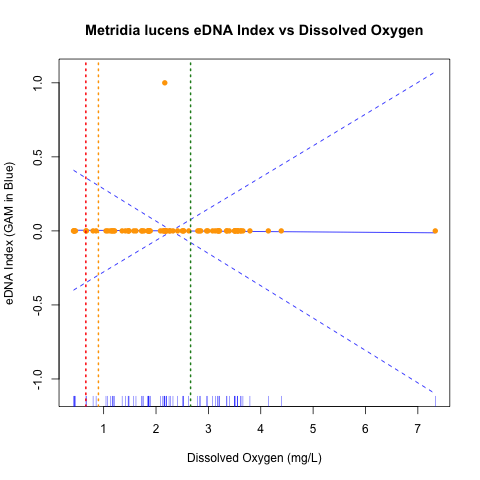 Metridia lucens eDNA Index vs Dissolved Oxygen
eDNA Index (GAM in Blue)
1.0
0.5
0.0
-0.5
-1.0
1 2 3 4 5 6 7
Dissolved Oxygen (mg/L)